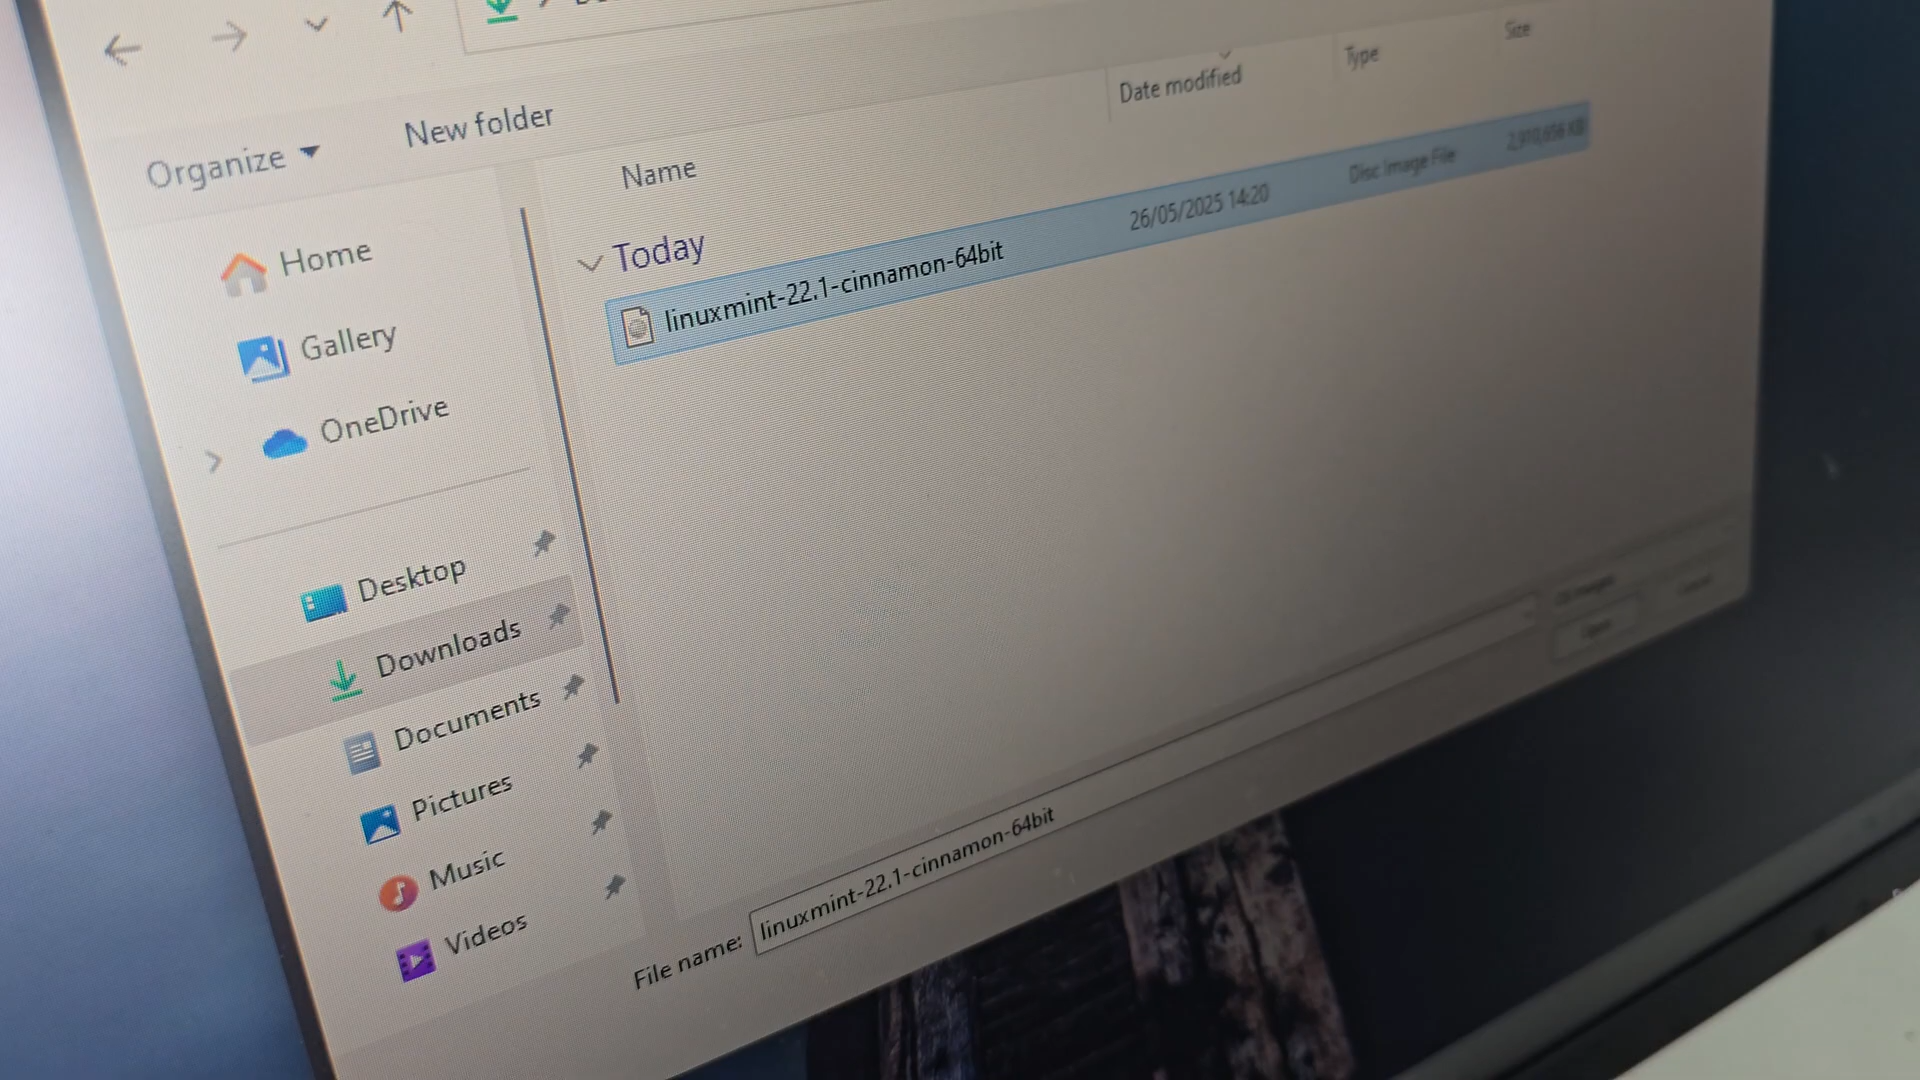 Organize
New folder
Name
Date modified
Type
Size
Home
Gallery
OneDrive
Desktop
Downloads
Documents
Pictures
Music
Videos
Today
linuxmint-22.1-cinnamon-64bit
26/05/2025 14:20
Disc Image File
File name:
linuxmint-22.1-cinnamon-64bit
Open
Cancel